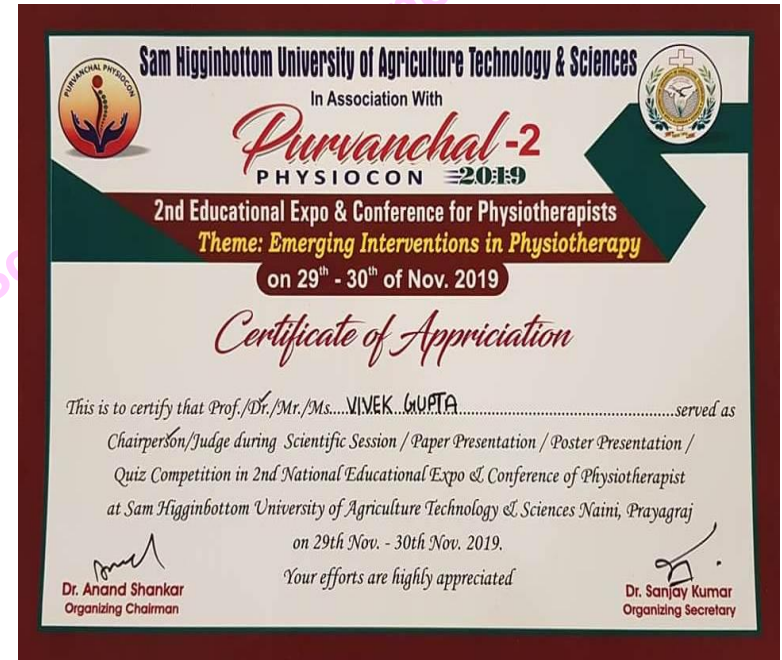 Sam Higginbottom University of Agriculture Technology & Sciences
In Association With
PURVANCHAL PHYSIOCON
Purvanchal -2
PHYSIOCON 2019
2nd Educational Expo & Conference for Physiotherapists
Theme: Emerging Interventions in Physiotherapy
on 29th - 30th of Nov. 2019
Certificate of Appriciation
This is to certify that Prof./Dr./Mr./Ms....VIVEK GUPTA...served as
Chairperson/Judge during Scientific Session / Paper Presentation / Poster Presentation /
Quiz Competition in 2nd National Educational Expo & Conference of Physiotherapist
at Sam Higginbottom University of Agriculture Technology & Sciences Naini, Prayagraj
on 29th Nov. - 30th Nov. 2019.
Your efforts are highly appreciated
Dr. Anand Shankar
Organizing Chairman
Dr. Sanjay Kumar
Organizing Secretary